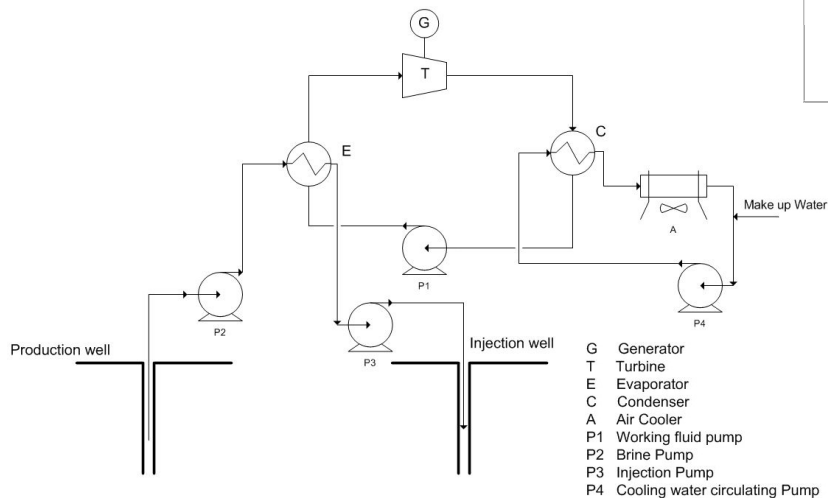 G
T
E
C
Make up Water
A
P1
P2
P4
P3
Production well
Injection well
G Generator
T Turbine
E Evaporator
C Condenser
A Air Cooler
P1 Working fluid pump
P2 Brine Pump
P3 Injection Pump
P4 Cooling water circulating Pump